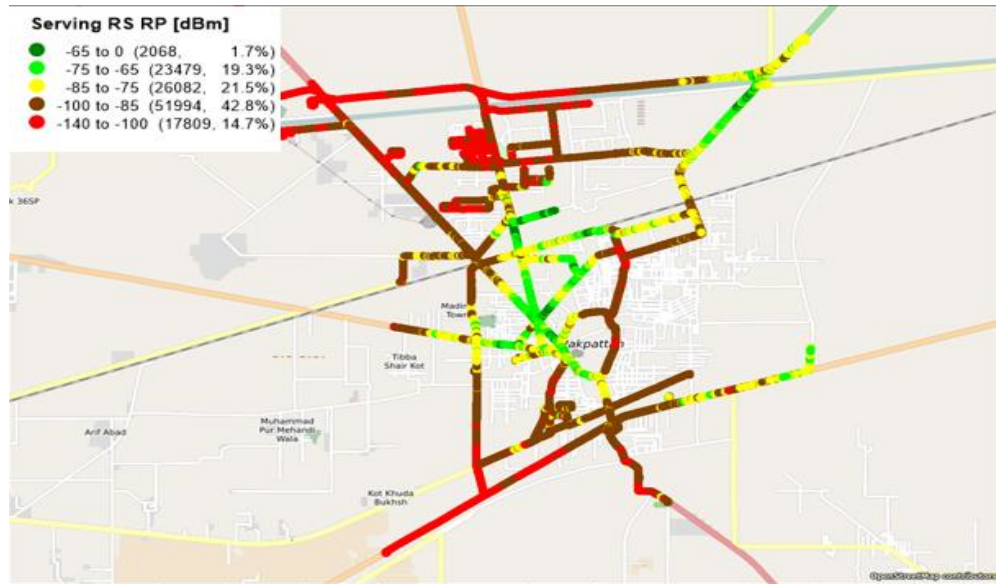 Serving RS RP [dBm]
-65 to 0 (2068, 1.7%)
-75 to -65 (23479, 19.3%)
-85 to -75 (26082, 21.5%)
-100 to -85 (51994, 42.8%)
-140 to -100 (17809, 14.7%)
k 36SP
Madin
Town
akpattan
Tibba
Shair Kot
Muhammad
Pur Mehandi
Wala
Arif Abad
Kot Khuda
Bukhsh
OpenStreetMap contributors